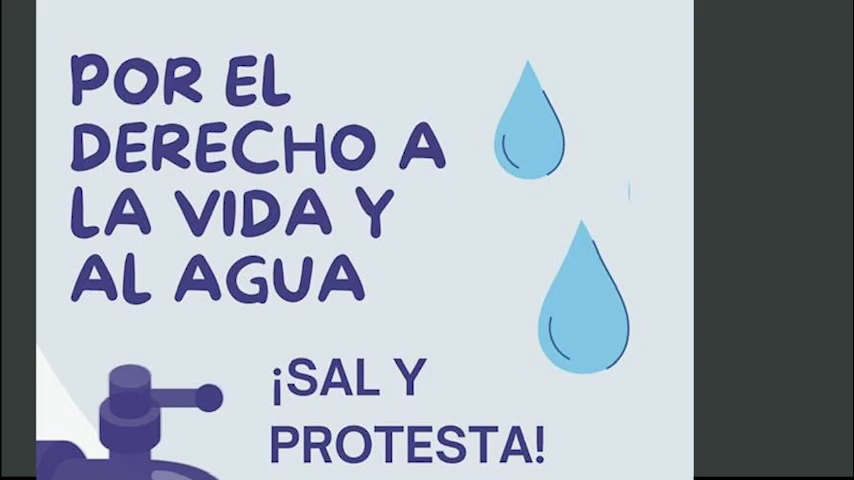 POR EL
DERECHO A
LA VIDA Y
AL AGUA
¡SAL Y
PROTESTA!